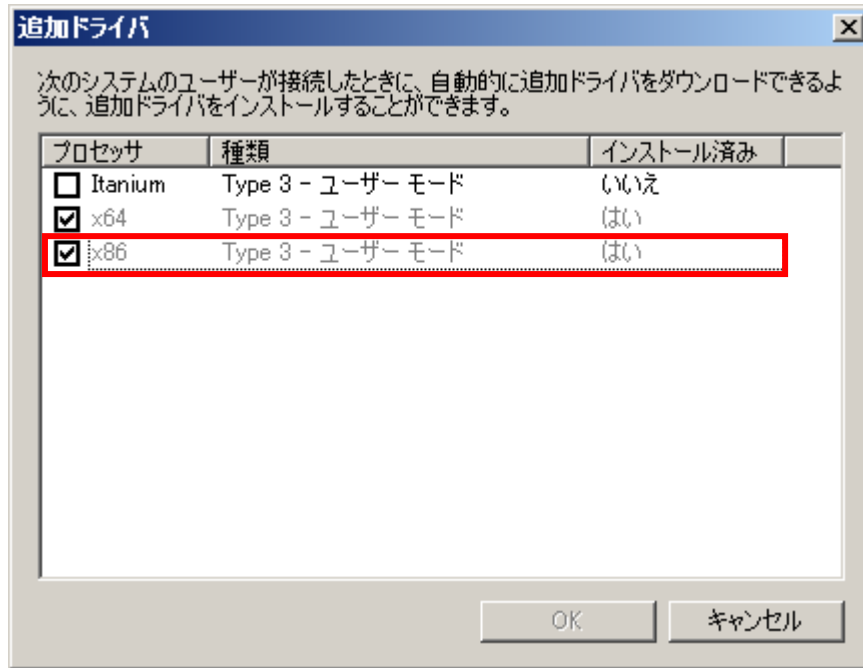 追加ドライバ
次のシステムのユーザーが接続したときに、自動的に追加ドライバをダウンロードできるよ
うに、追加ドライバをインストールすることができます。
プロセッサ 種類 インストール済み
Itanium Type 3 - ユーザー モード いいえ
x64 Type 3 - ユーザー モード はい
x86 Type 3 - ユーザー モード はい
OK キャンセル